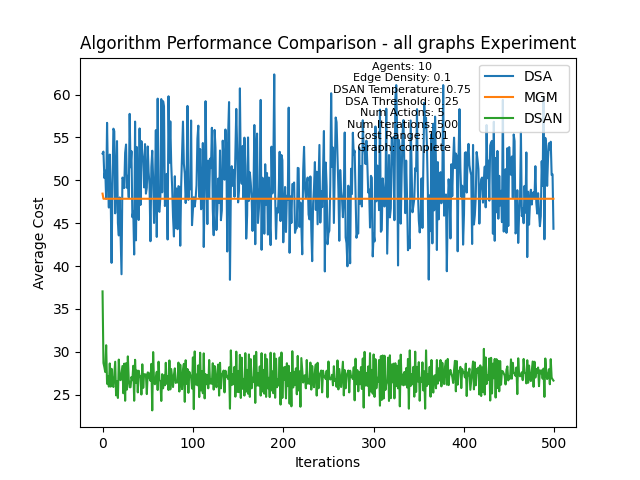 Algorithm Performance Comparison - all graphs Experiment
Agents: 10
Edge Density: 0.1
DSAN Temperature: 0.75
DSA Threshold: 0.25
Num Actions: 5
Num Iterations: 500
Cost Range: 101
Graph: complete
DSA
MGM
DSAN
Average Cost
60
55
50
45
40
35
30
25
0
100
200
300
400
500
Iterations